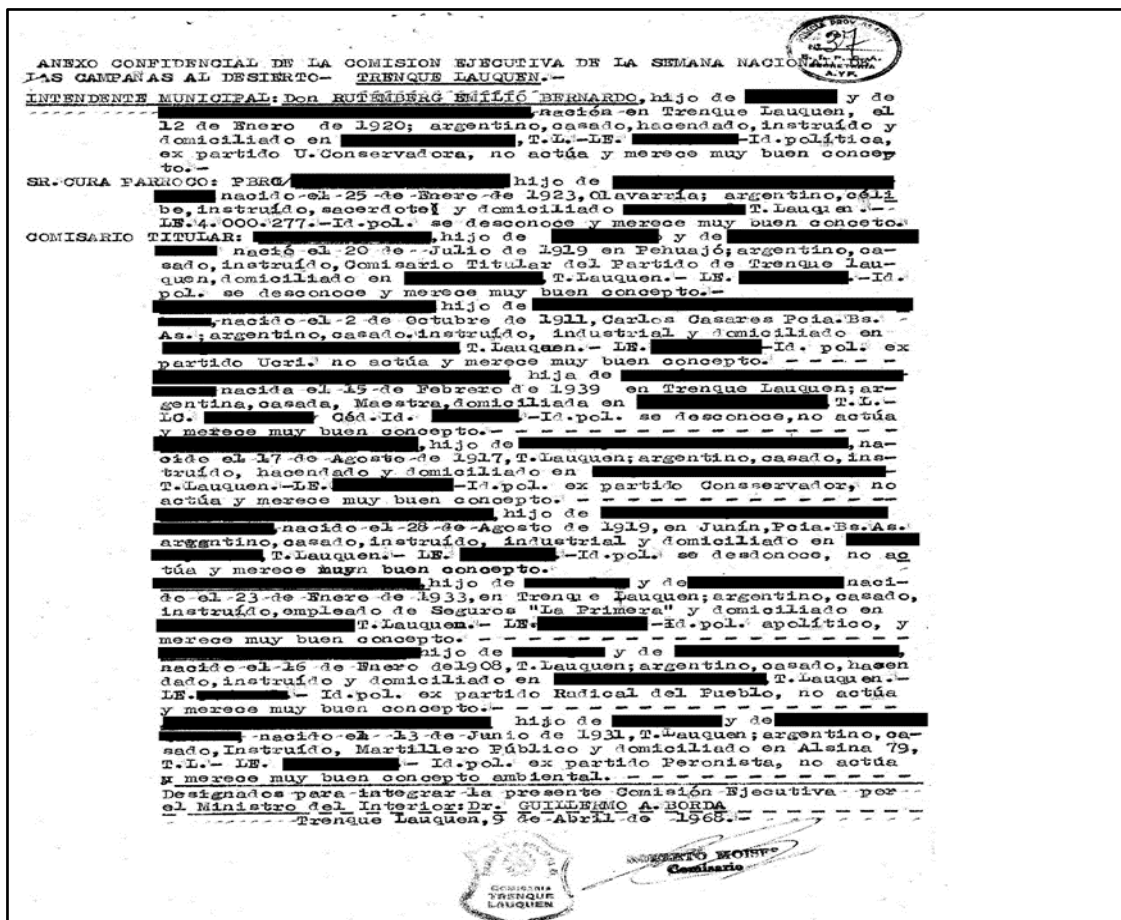 37
A.YF.
ANEXO CONFIDENCIAL DE LA COMISION EJECUTIVA DE LA SEMANA NACIONAL DE
LAS CAMPAÑAS AL DESIERTO- TRENQUE LAUQUEN.-
INTENDENTE MUNICIPAL: Don RUTEMBERG EMILIO BERNARDO, hijo de y de
,nación en Trenque Lauquen, el
12 de Enero de 1920; argentino,casado,hacendado,instruído y
domiciliado en ,T.L.-LE. -Id.política,
ex partido U.Conservadora, no actúa y merece muy buen concep
to.-
SR.CURA PARROCO: PBRO/ hijo de
nacido el 25 de Enero de 1923,Olavarría; argentino,céli
be,instruído,sacerdote y domiciliado T.Lauquen.-
LE.4.000.277.-Id.pol. se desconoce y merece muy buen conceto.
COMISARIO TITULAR: ,hijo de y de
nació el 20 de Julio de 1919 en Pehuajó;argentino,ca-
sado,instruído,Comisario Titular del Partido de Trenque lau-
quen,domiciliado en ,T.Lauquen.- LE. .-Id-
pol. se desconoce y merece muy buen concepto.-
hijo de
,nacido el 2 de Octubre de 1911,Carlos Casares Pcia.Bs. -
As.;argentino,casado.instruído, industrial y domiciliado en
T.Lauquen.- LE. -Id. pol. ex
partido Ucri. no actúa y merece muy buen concepto. - - - - -
, hija de
nacida el 15 de Febrero de 1939 en Trenque Lauquen;ar-
gentina,casada, Maestra,domiciliada en T.L.-
LC. Céd.Id. .-Id.pol. se desconoce,no actúa
y merece muy buen concepto.- - - - - - - - - - - - - - - -
,hijo de ,na-
cido el 17 de Agosto de 1917,T.Lauquen;argentino,casado,ins-
truído, hacendado y domiciliado en -
T.Lauquen.-LE. -Id.pol. ex partido Consservador, no
actúa y merece muy buen concepto. - - - - - - - - - - - - -
,hijo de
,nacido el 28 de Agosto de 1919,en Junín,Pcia.Bs.As.
argentino,casado,instruído, industrial y domiciliado en
,T.Lauquen.- LE. -Id.pol. se desdonoce, no ac
túa y merece muyn buen concepto.-
,hijo de y de naci-
do el 23 de Enero de 1933,en Trenque Lauquen;argentino,casado,
instruído,empleado de Seguros "La Primera" y domiciliado en
T.Lauquem.- LE. -Id.pol. apolítico, y
merece muy buen concepto. - - - - - - - - - - - - - - - - -
hijo de y de ,
nacido el 16 de Enero de1908,T.Lauquen;argentino,casado,hacen
dado,instruído y domiciliado en ,T.Lauquen.-
LE. .- Id.pol. ex partido Radical del Pueblo, no actúa
y merece muy buen concepto.- - - - - - - - - - - - - - - -
hijo de y de
, nacido el 13 de Junio de 1931,T.Lauquen;argentino,ca-
sado,Instruído, Martillero Público y domiciliado en Alsina 79,
T.L.- LE. .- Id.pol. ex partido Peronista, no actúa
y merece muy buen concepto ambiental. - - - - - - - - - - -
Designados para integrar la presente Comisión Ejecutiva por
el Ministro del Interior:Dr. GUILLERMO A.BORDA
Trenque Lauquen,9 de Abril de 1968.-
ROBERTO MOISES
Comisario
COMISARIA
TRENQUE
LAUQUEN